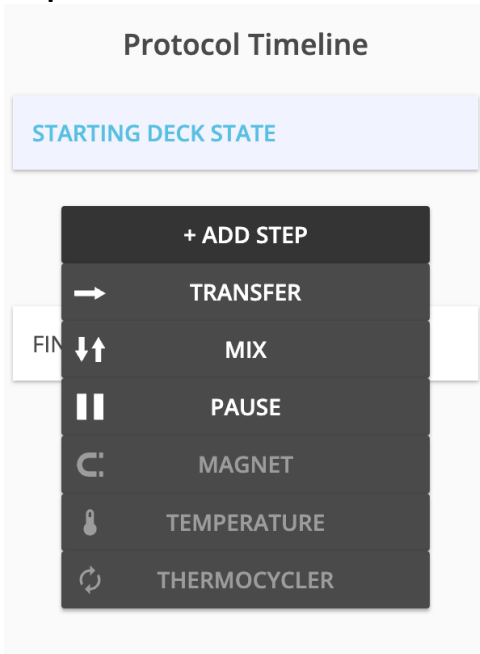 Protocol Timeline
STARTING DECK STATE
+ ADD STEP
TRANSFER
FIN
MIX
PAUSE
MAGNET
TEMPERATURE
THERMOCYCLER